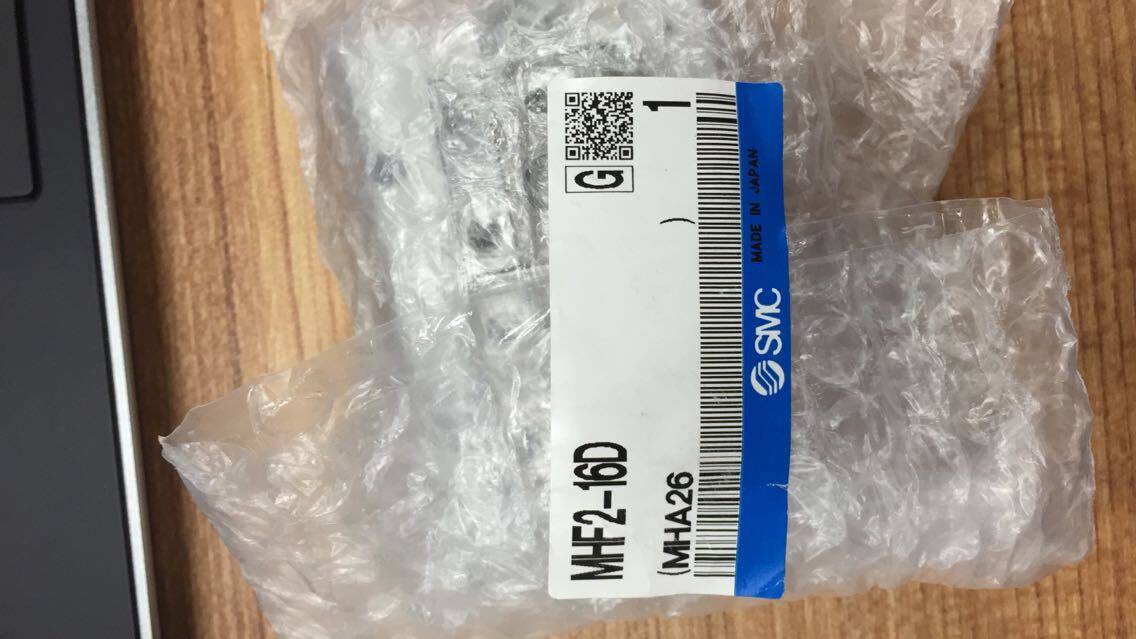 MHF2-16D
G
(MHA26 )
1
SMC MADE IN JAPAN